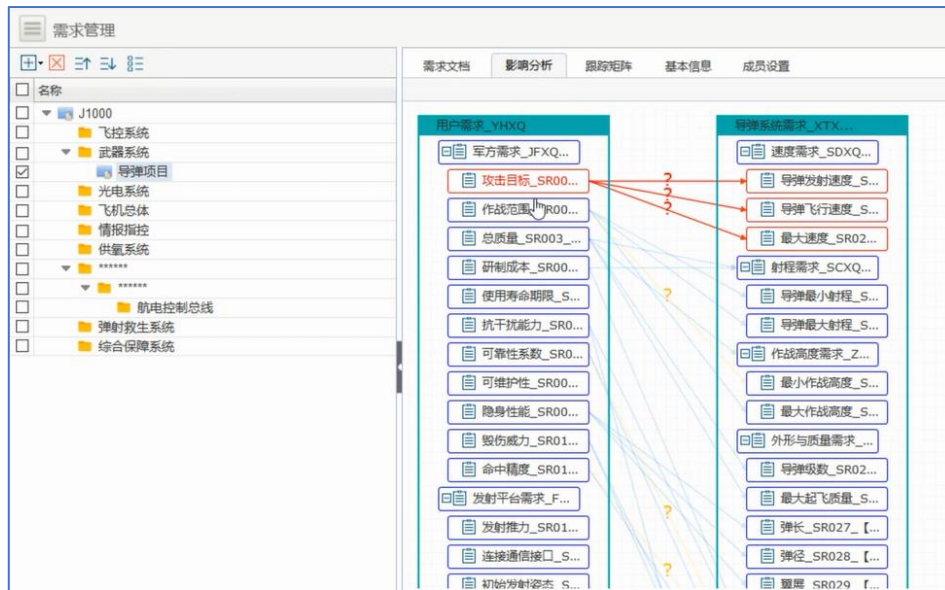 需求管理
名称
J1000
飞控系统
武器系统
导弹项目
光电系统
飞机总体
情报指控
供氧系统
******
******
航电控制总线
弹射救生系统
综合保障系统
需求文档 影响分析 跟踪矩阵 基本信息 成员设置
用户需求_YHXQ
军方需求_JFXQ...
攻击目标_SR00...
作战范围_SR00...
总质量_SR003_...
研制成本_SR00...
使用寿命期限_S...
抗干扰能力_SR0...
可靠性系数_SR0...
可维护性_SR00...
隐身性能_SR00...
毁伤威力_SR01...
命中精度_SR01...
发射平台需求_F...
发射推力_SR01...
连接通信接口_S...
初始发射姿态_S...
?
?
?
?
?
?
导弹系统需求_XTX...
速度需求_SDXQ...
导弹发射速度_S...
导弹飞行速度_S...
最大速度_SR02...
射程需求_SCXQ...
导弹最小射程_S...
导弹最大射程_S...
作战高度需求_Z...
最小作战高度_S...
最大作战高度_S...
外形与质量需求_...
导弹级数_SR02...
最大起飞质量_S...
弹长_SR027_【...
弹径_SR028_【...
翼展_SR029_【...